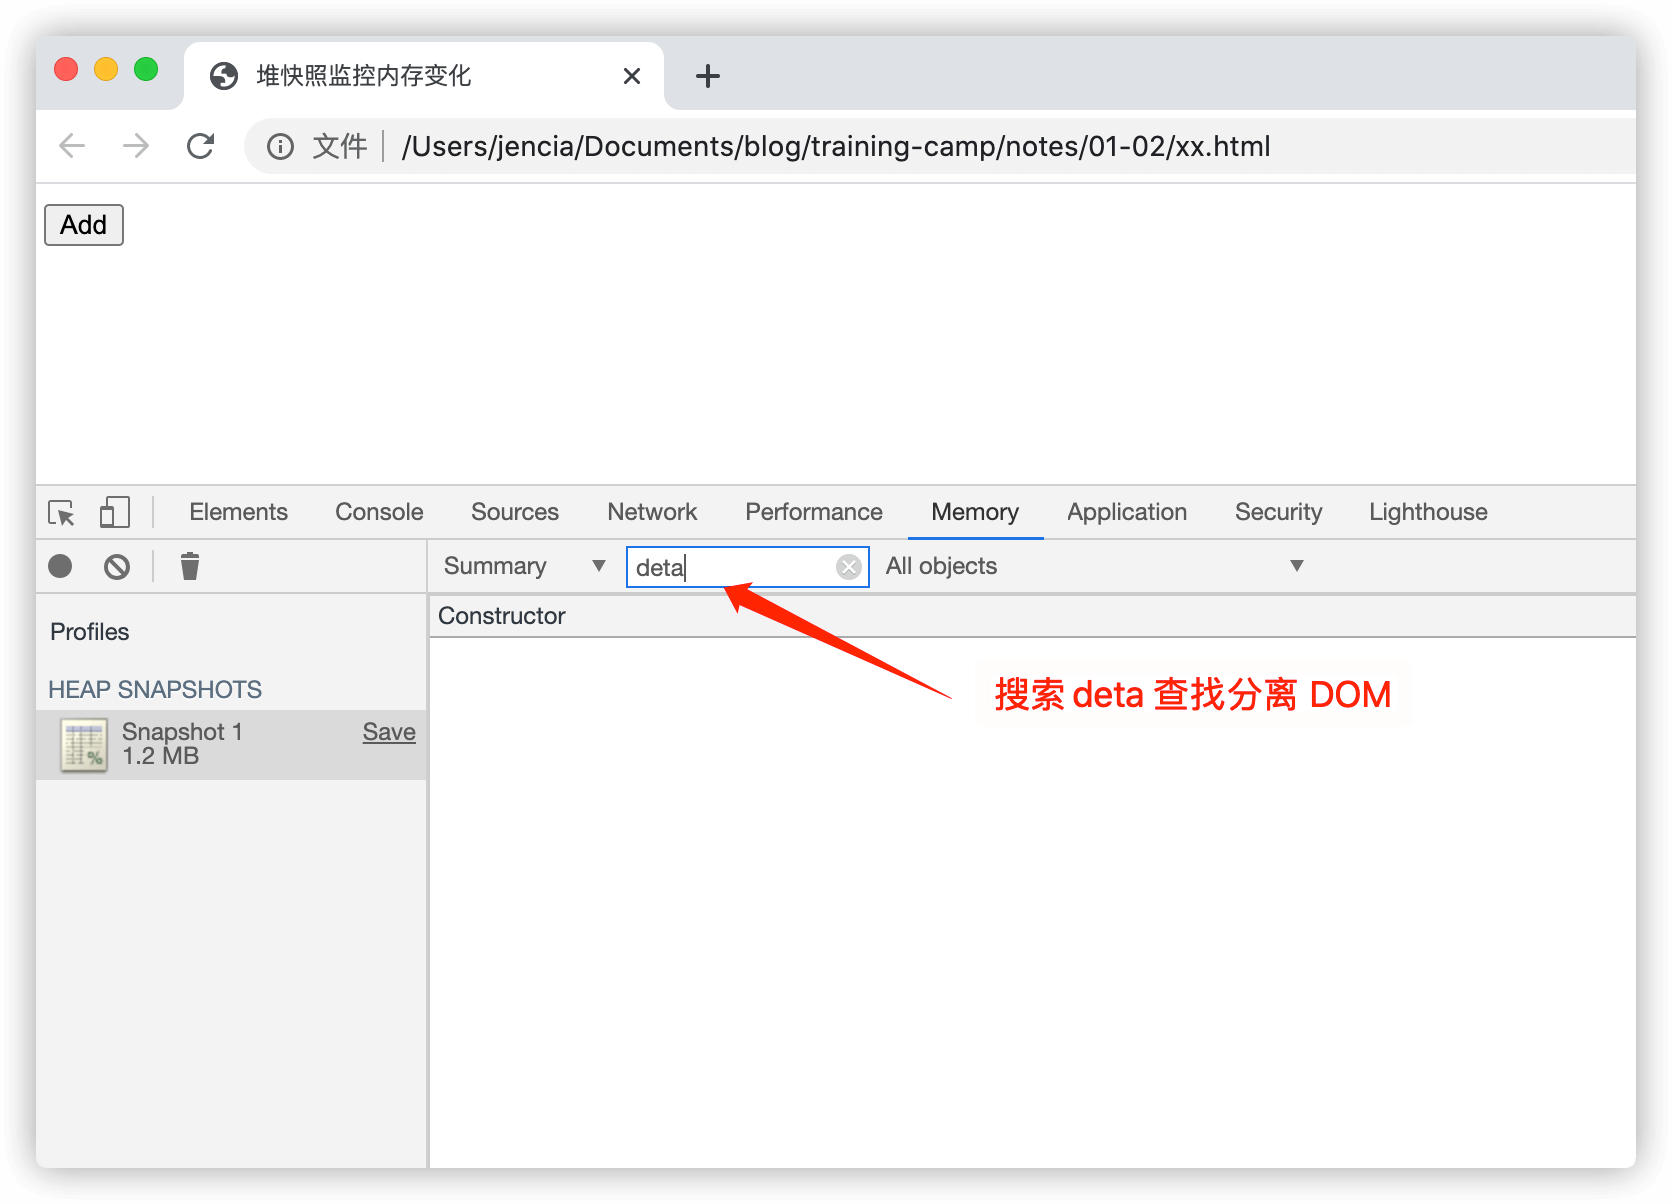 堆快照监控内存变化
文件 /Users/jencia/Documents/blog/training-camp/notes/01-02/xx.html
Add
Elements Console Sources Network Performance Memory Application Security Lighthouse
Summary deta All objects
Profiles
Constructor
HEAP SNAPSHOTS
搜索 deta 查找分离 DOM
Snapshot 1 Save
1.2 MB